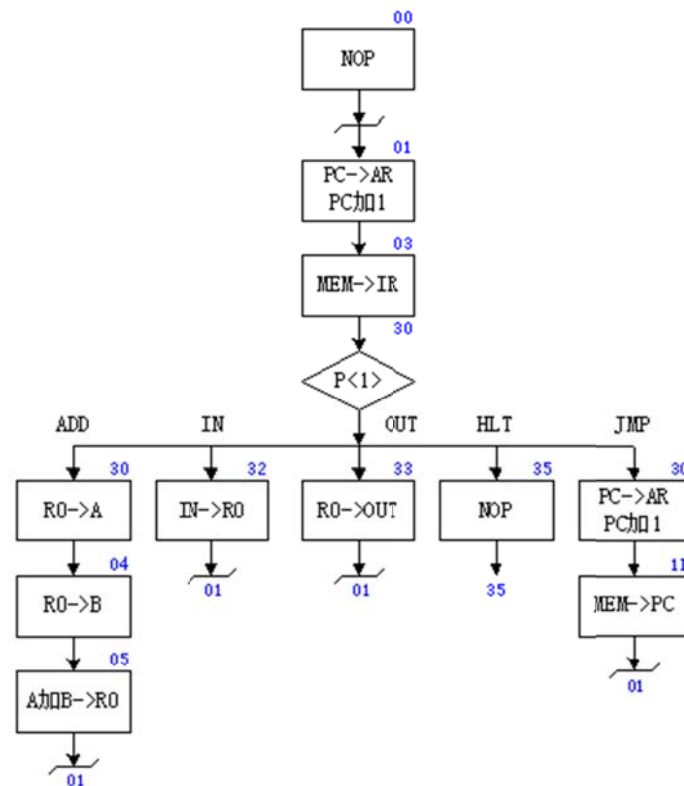 00
NOP
01
PC->AR
PC加1
03
MEM->IR
30
P<1>
ADD IN OUT HLT JMP
30 32 33 35
R0->A IN->R0 R0->OUT NOP PC->AR
PC加1
04
01 01 35
R0->B MEM->PC
05
A加B->R0 01
01